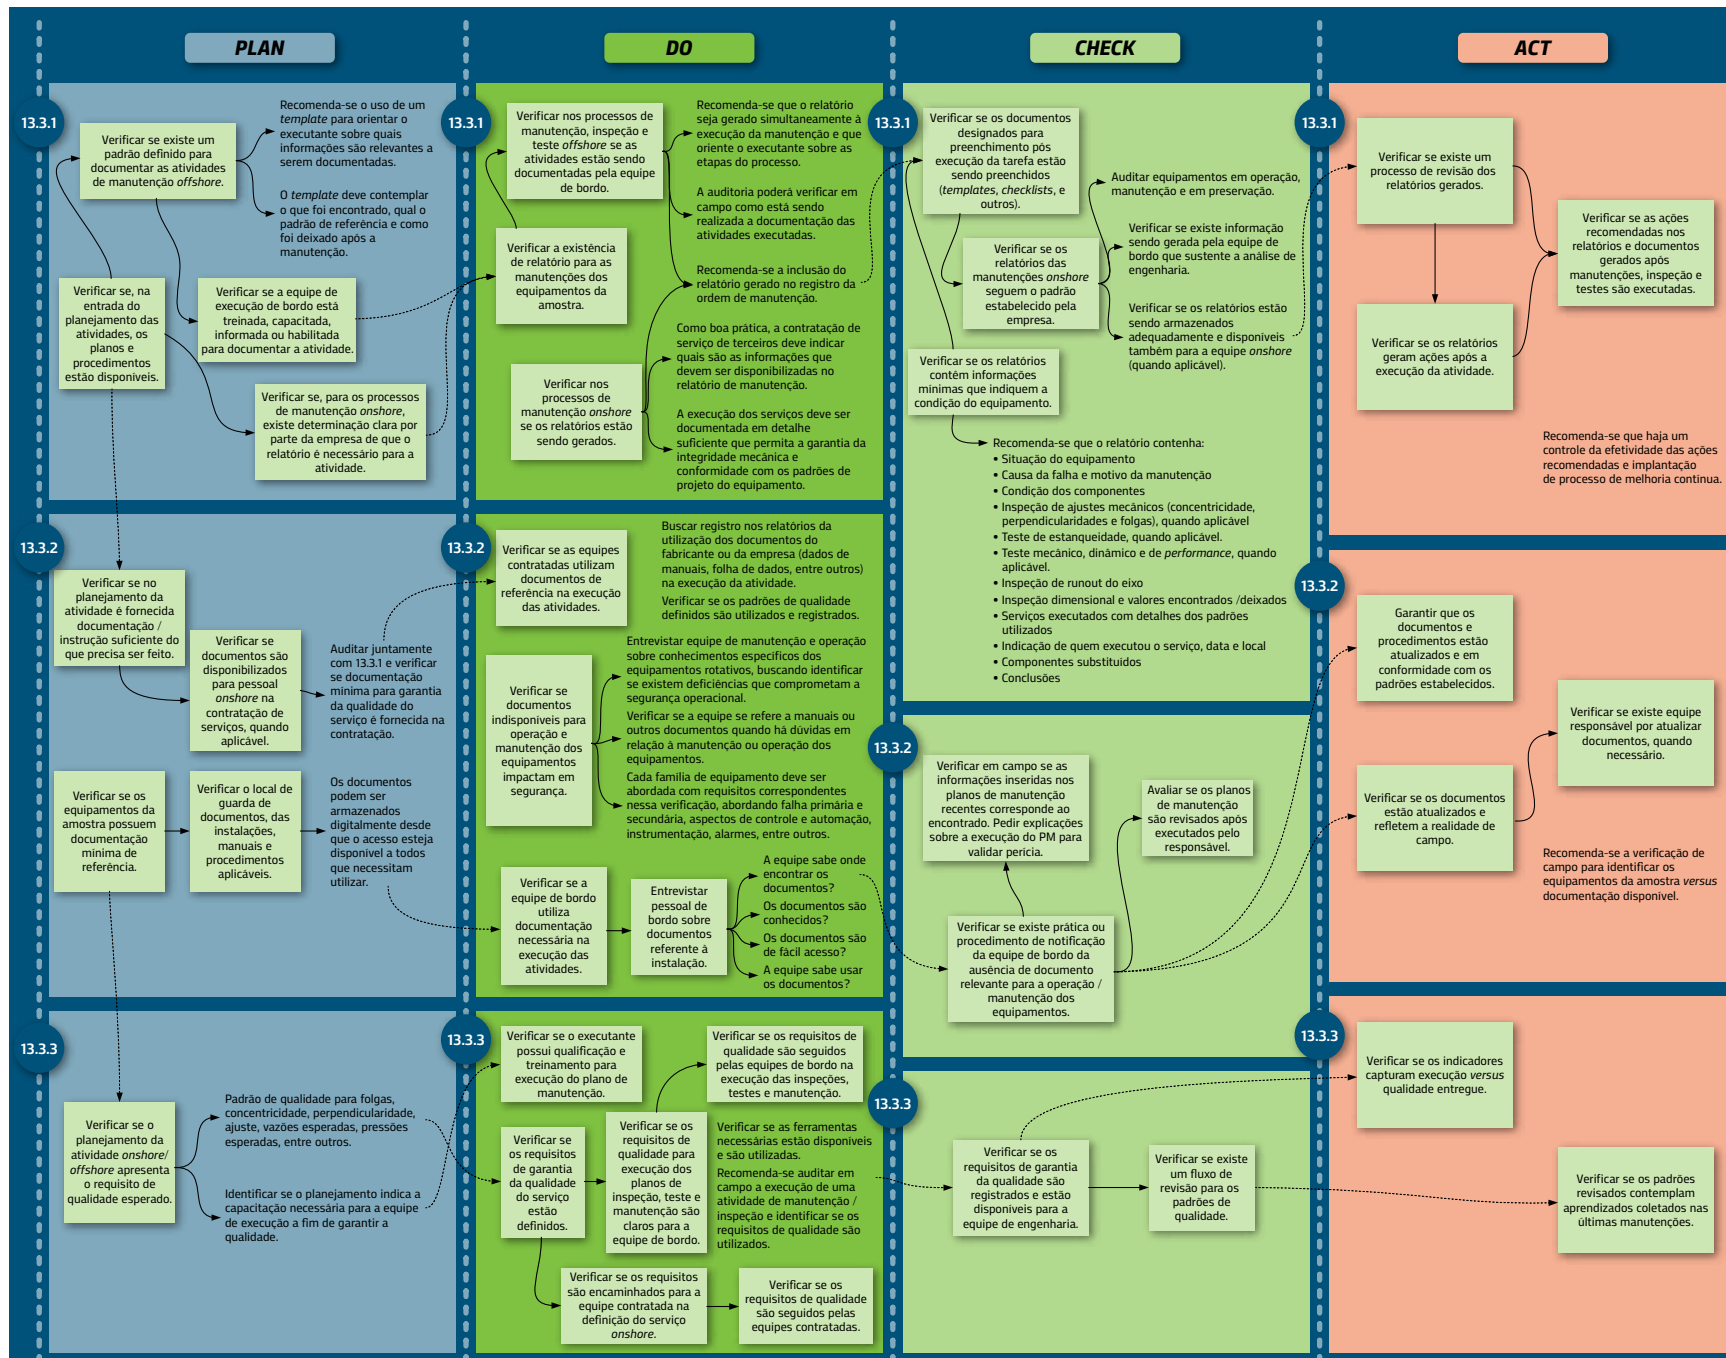 PLAN
DO
CHECK
ACT
13.3.1
Verificar se existe um
padrão definido para
documentar as atividades
de manutenção offshore.
Recomenda-se o uso de um
template para orientar o
executante sobre quais
informações são relevantes a
serem documentadas.
O template deve contemplar
o que foi encontrado, qual o
padrão de referência e como
foi deixado após a
manutenção.
Verificar se, na
entrada do
planejamento das
atividades, os
planos e
procedimentos
estão disponíveis.
Verificar se a equipe de
execução de bordo está
treinada, capacitada,
informada ou habilitada
para documentar a atividade.
Verificar se, para os processos
de manutenção onshore,
existe determinação clara por
parte da empresa de que o
relatório é necessário para a
atividade.
13.3.1
Verificar nos processos de
manutenção, inspeção e
teste offshore se as
atividades estão sendo
documentadas pela equipe
de bordo.
Recomenda-se que o relatório
seja gerado simultaneamente à
execução da manutenção e que
oriente o executante sobre as
etapas do processo.
A auditoria poderá verificar em
campo como está sendo
realizada a documentação das
atividades executadas.
Verificar a existência
de relatório para as
manutenções dos
equipamentos da
amostra.
Recomenda-se a inclusão do
relatório gerado no registro da
ordem de manutenção.
Como boa prática, a contratação de
serviço de terceiros deve indicar
quais são as informações que
devem ser disponibilizadas no
relatório de manutenção.
Verificar nos
processos de
manutenção onshore
se os relatórios estão
sendo gerados.
A execução dos serviços deve ser
documentada em detalhe
suficiente que permita a garantia da
integridade mecânica e
conformidade com os padrões de
projeto do equipamento.
13.3.1
Verificar se os documentos
designados para
preenchimento pós
execução da tarefa estão
sendo preenchidos
(templates, checklists, e
outros).
Auditar equipamentos em operação,
manutenção e em preservação.
Verificar se os
relatórios das
manutenções onshore
seguem o padrão
estabelecido pela
empresa.
Verificar se existe informação
sendo gerada pela equipe de
bordo que sustente a análise de
engenharia.
Verificar se os relatórios estão
sendo armazenados
adequadamente e disponíveis
também para a equipe onshore
(quando aplicável).
Verificar se os relatórios
contêm informações
mínimas que indiquem a
condição do equipamento.
Recomenda-se que o relatório contenha:
• Situação do equipamento
• Causa da falha e motivo da manutenção
• Condição dos componentes
• Inspeção de ajustes mecânicos (concentricidade,
perpendicularidades e folgas), quando aplicável
• Teste de estanqueidade, quando aplicável.
• Teste mecânico, dinâmico e de performance, quando
aplicável.
• Inspeção de runout do eixo
• Inspeção dimensional e valores encontrados /deixados
• Serviços executados com detalhes dos padrões
utilizados
• Indicação de quem executou o serviço, data e local
• Componentes substituidos
• Conclusões
13.3.1
Verificar se existe um
processo de revisão dos
relatórios gerados.
Verificar se as ações
recomendadas nos
relatórios e documentos
gerados após
manutenções, inspeção e
testes são executadas.
Verificar se os relatórios
geram ações após a
execução da atividade.
Recomenda-se que haja um
controle da efetividade das ações
recomendadas e implantação
de processo de melhoria contínua.
13.3.2
Verificar se no
planejamento da
atividade é fornecida
documentação /
instrução suficiente do
que precisa ser feito.
Verificar se
documentos são
disponibilizados
para pessoal
onshore na
contratação de
serviços, quando
aplicável.
Auditar juntamente
com 13.3.1 e verificar
se documentação
mínima para garantia
da qualidade do
serviço é fornecida na
contratação.
Verificar se os
equipamentos da
amostra possuem
documentação
mínima de
referência.
Verificar o local de
guarda de
documentos, das
instalações,
manuais e
procedimentos
aplicáveis.
Os documentos
podem ser
armazenados
digitalmente desde
que o acesso esteja
disponível a todos
que necessitam
utilizar.
13.3.2
Verificar se as equipes
contratadas utilizam
documentos de
referência na execução
das atividades.
Buscar registro nos relatórios da
utilização dos documentos do
fabricante ou da empresa (dados de
manuais, folha de dados, entre outros)
na execução da atividade.
Verificar se os padrões de qualidade
definidos são utilizados e registrados.
Verificar se
documentos
indisponíveis para
operação e
manutenção dos
equipamentos
impactam em
segurança.
Entrevistar equipe de manutenção e operação
sobre conhecimentos específicos dos
equipamentos rotativos, buscando identificar
se existem deficiências que comprometam a
segurança operacional.
Verificar se a equipe se refere a manuais ou
outros documentos quando há dúvidas em
relação à manutenção ou operação dos
equipamentos.
Cada família de equipamento deve ser
abordada com requisitos correspondentes
nessa verificação, abordando falha primária e
secundária, aspectos de controle e automação,
instrumentação, alarmes, entre outros.
Verificar se a
equipe de bordo
utiliza
documentação
necessária na
execução das
atividades.
Entrevistar
pessoal de
bordo sobre
documentos
referente à
instalação.
A equipe sabe onde
encontrar os
documentos?
Os documentos são
conhecidos?
Os documentos são
de fácil acesso?
A equipe sabe usar
os documentos?
13.3.2
Verificar em campo se as
informações inseridas nos
planos de manutenção
recentes corresponde ao
encontrado. Pedir explicações
sobre a execução do PM para
validar perícia.
Avaliar se os planos
de manutenção
são revisados após
executados pelo
responsável.
Verificar se existe prática ou
procedimento de notificação
da equipe de bordo da
ausência de documento
relevante para a operação /
manutenção dos
equipamentos.
13.3.2
Garantir que os
documentos e
procedimentos estão
atualizados e em
conformidade com os
padrões estabelecidos.
Verificar se existe equipe
responsável por atualizar
documentos, quando
necessário.
Verificar se os documentos
estão atualizados e
refletem a realidade de
campo.
Recomenda-se a verificação de
campo para identificar os
equipamentos da amostra versus
documentação disponível.
13.3.3
Verificar se o
planejamento da
atividade onshore/
offshore apresenta
o requisito de
qualidade esperado.
Padrão de qualidade para folgas,
concentricidade, perpendicularidade,
ajuste, vazões esperadas, pressões
esperadas, entre outros.
Identificar se o planejamento indica a
capacitação necessária para a equipe
de execução a fim de garantir a
qualidade.
13.3.3
Verificar se o executante
possui qualificação e
treinamento para
execução do plano de
manutenção.
Verificar se os requisitos de
qualidade são seguidos
pelas equipes de bordo na
execução das inspeções,
testes e manutenção.
Verificar se
os requisitos
de garantia
da qualidade
do serviço
estão
definidos.
Verificar se os
requisitos de
qualidade para
execução dos
planos de
inspeção, teste e
manutenção são
claros para a
equipe de bordo.
Verificar se as ferramentas
necessárias estão disponíveis
e são utilizadas.
Recomenda-se auditar em
campo a execução de uma
atividade de manutenção /
inspeção e identificar se os
requisitos de qualidade são
utilizados.
Verificar se os requisitos
são encaminhados para a
equipe contratada na
definição do serviço
onshore.
Verificar se os
requisitos de qualidade
são seguidos pelas
equipes contratadas.
13.3.3
Verificar se os
requisitos de garantia
da qualidade são
registrados e estão
disponíveis para a
equipe de engenharia.
Verificar se existe
um fluxo de
revisão para os
padrões de
qualidade.
13.3.3
Verificar se os indicadores
capturam execução versus
qualidade entregue.
Verificar se os padrões
revisados contemplam
aprendizados coletados nas
últimas manutenções.